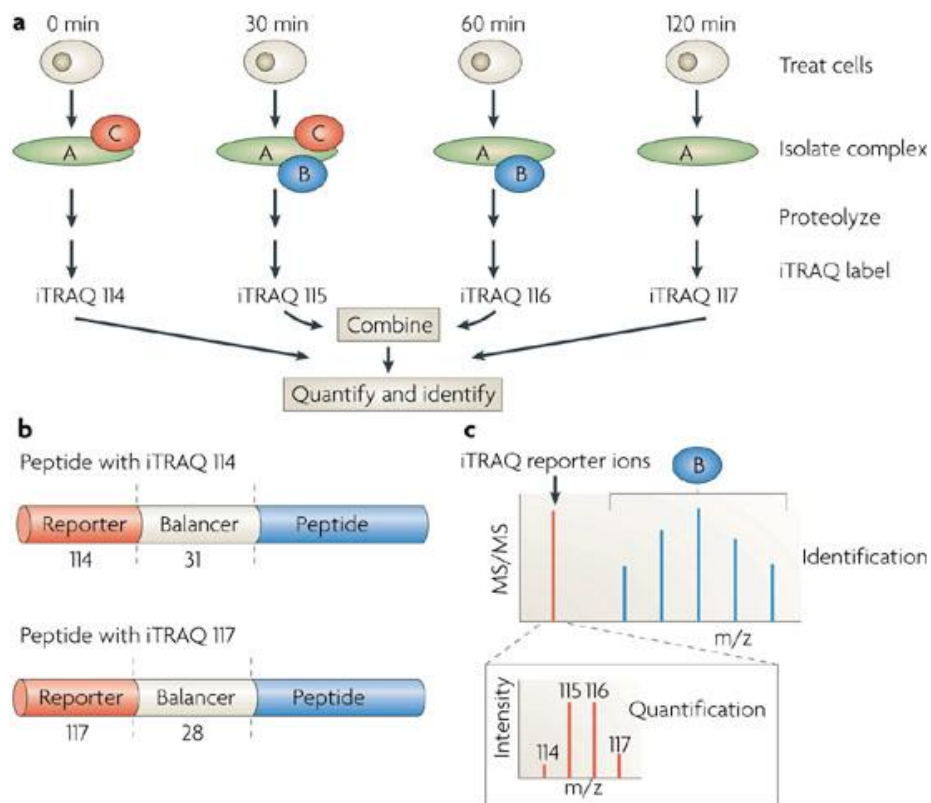 a
0 min 30 min 60 min 120 min
Treat cells
C C
A A A A
B B
Isolate complex
Proteolyze
iTRAQ label
iTRAQ 114 iTRAQ 115 iTRAQ 116 iTRAQ 117
Combine
Quantify and identify
b
Peptide with iTRAQ 114
Reporter Balancer Peptide
114 31
Peptide with iTRAQ 117
Reporter Balancer Peptide
117 28
c
iTRAQ reporter ions
B
MS/MS
Identification
m/z
Intensity
114 115 116 117
Quantification
m/z